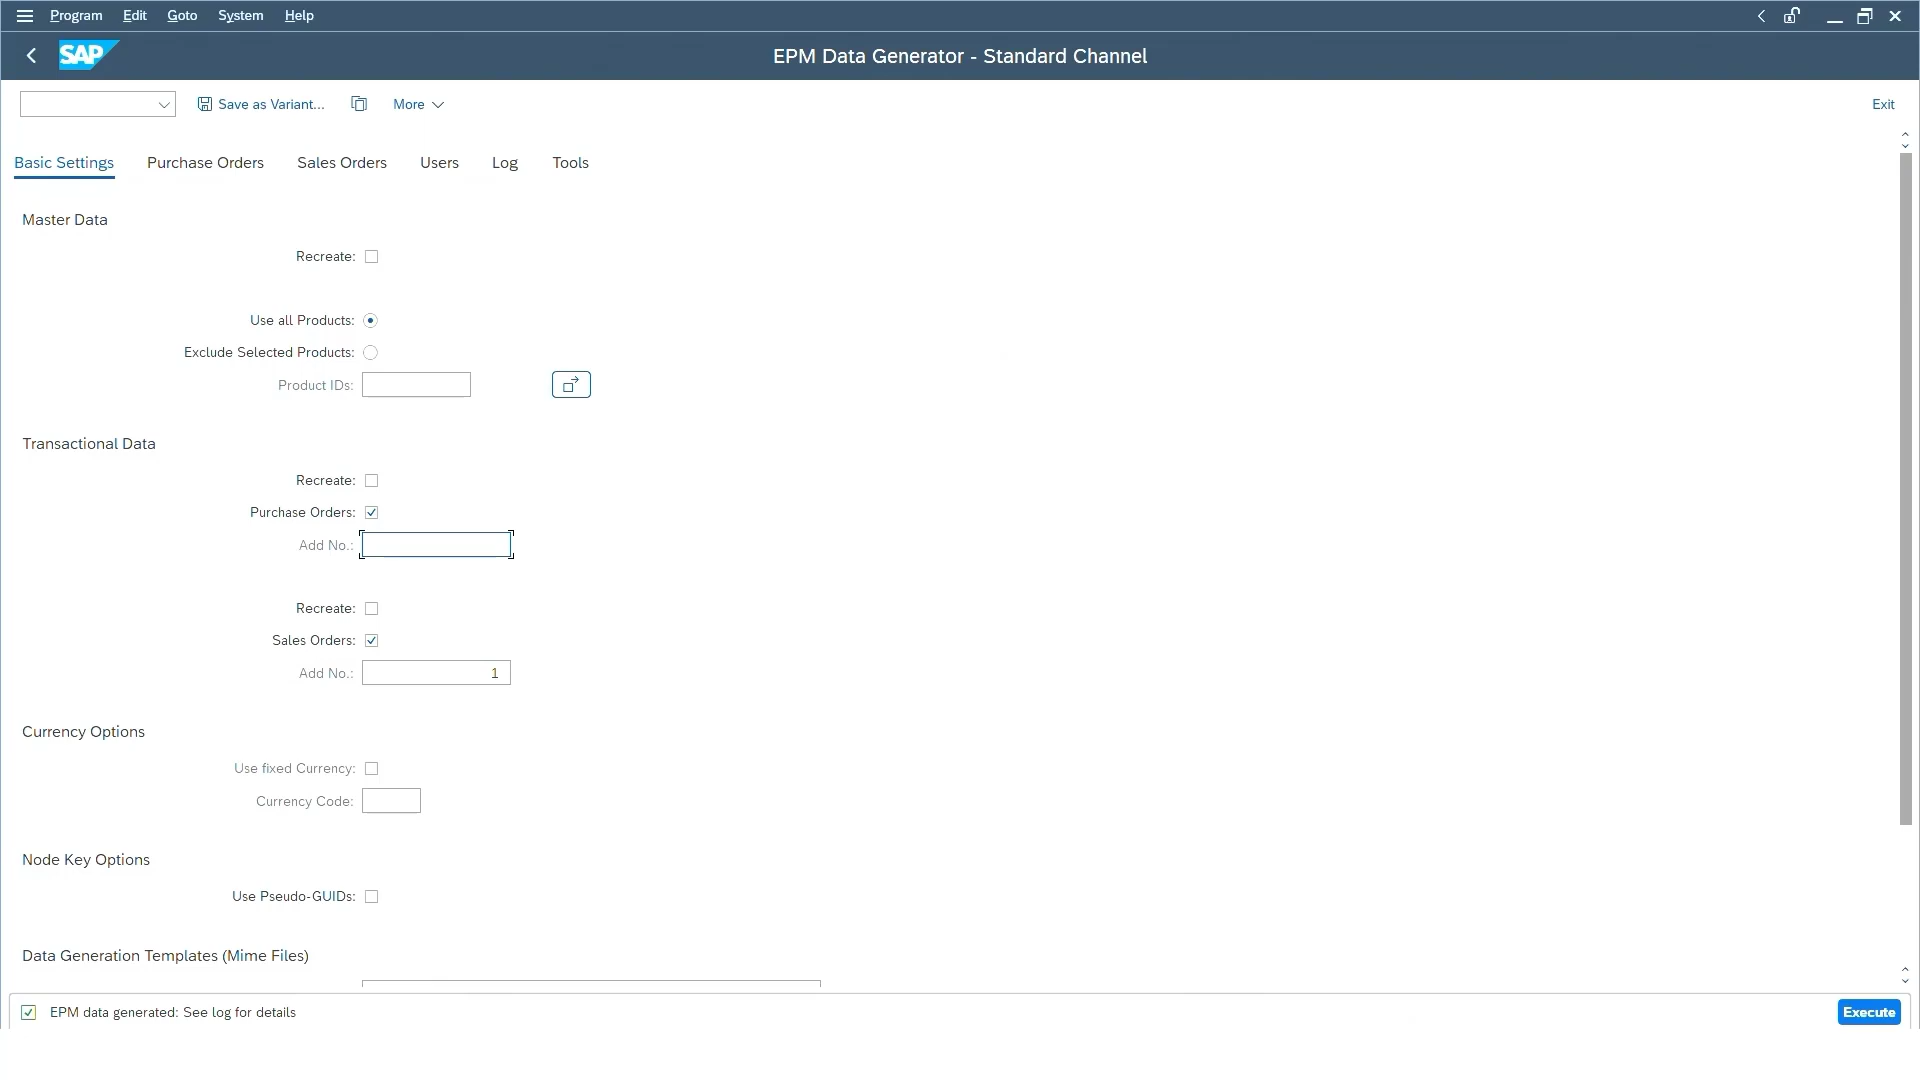 Program Edit Goto System Help
SAP EPM Data Generator - Standard Channel
Save as Variant... More Exit
Basic Settings Purchase Orders Sales Orders Users Log Tools
Master Data
Recreate:
Use all Products:
Exclude Selected Products:
Product IDs:
Transactional Data
Recreate:
Purchase Orders:
Add No.:
Recreate:
Sales Orders:
Add No.: 1
Currency Options
Use fixed Currency:
Currency Code:
Node Key Options
Use Pseudo-GUIDs:
Data Generation Templates (Mime Files)
EPM data generated: See log for details Execute